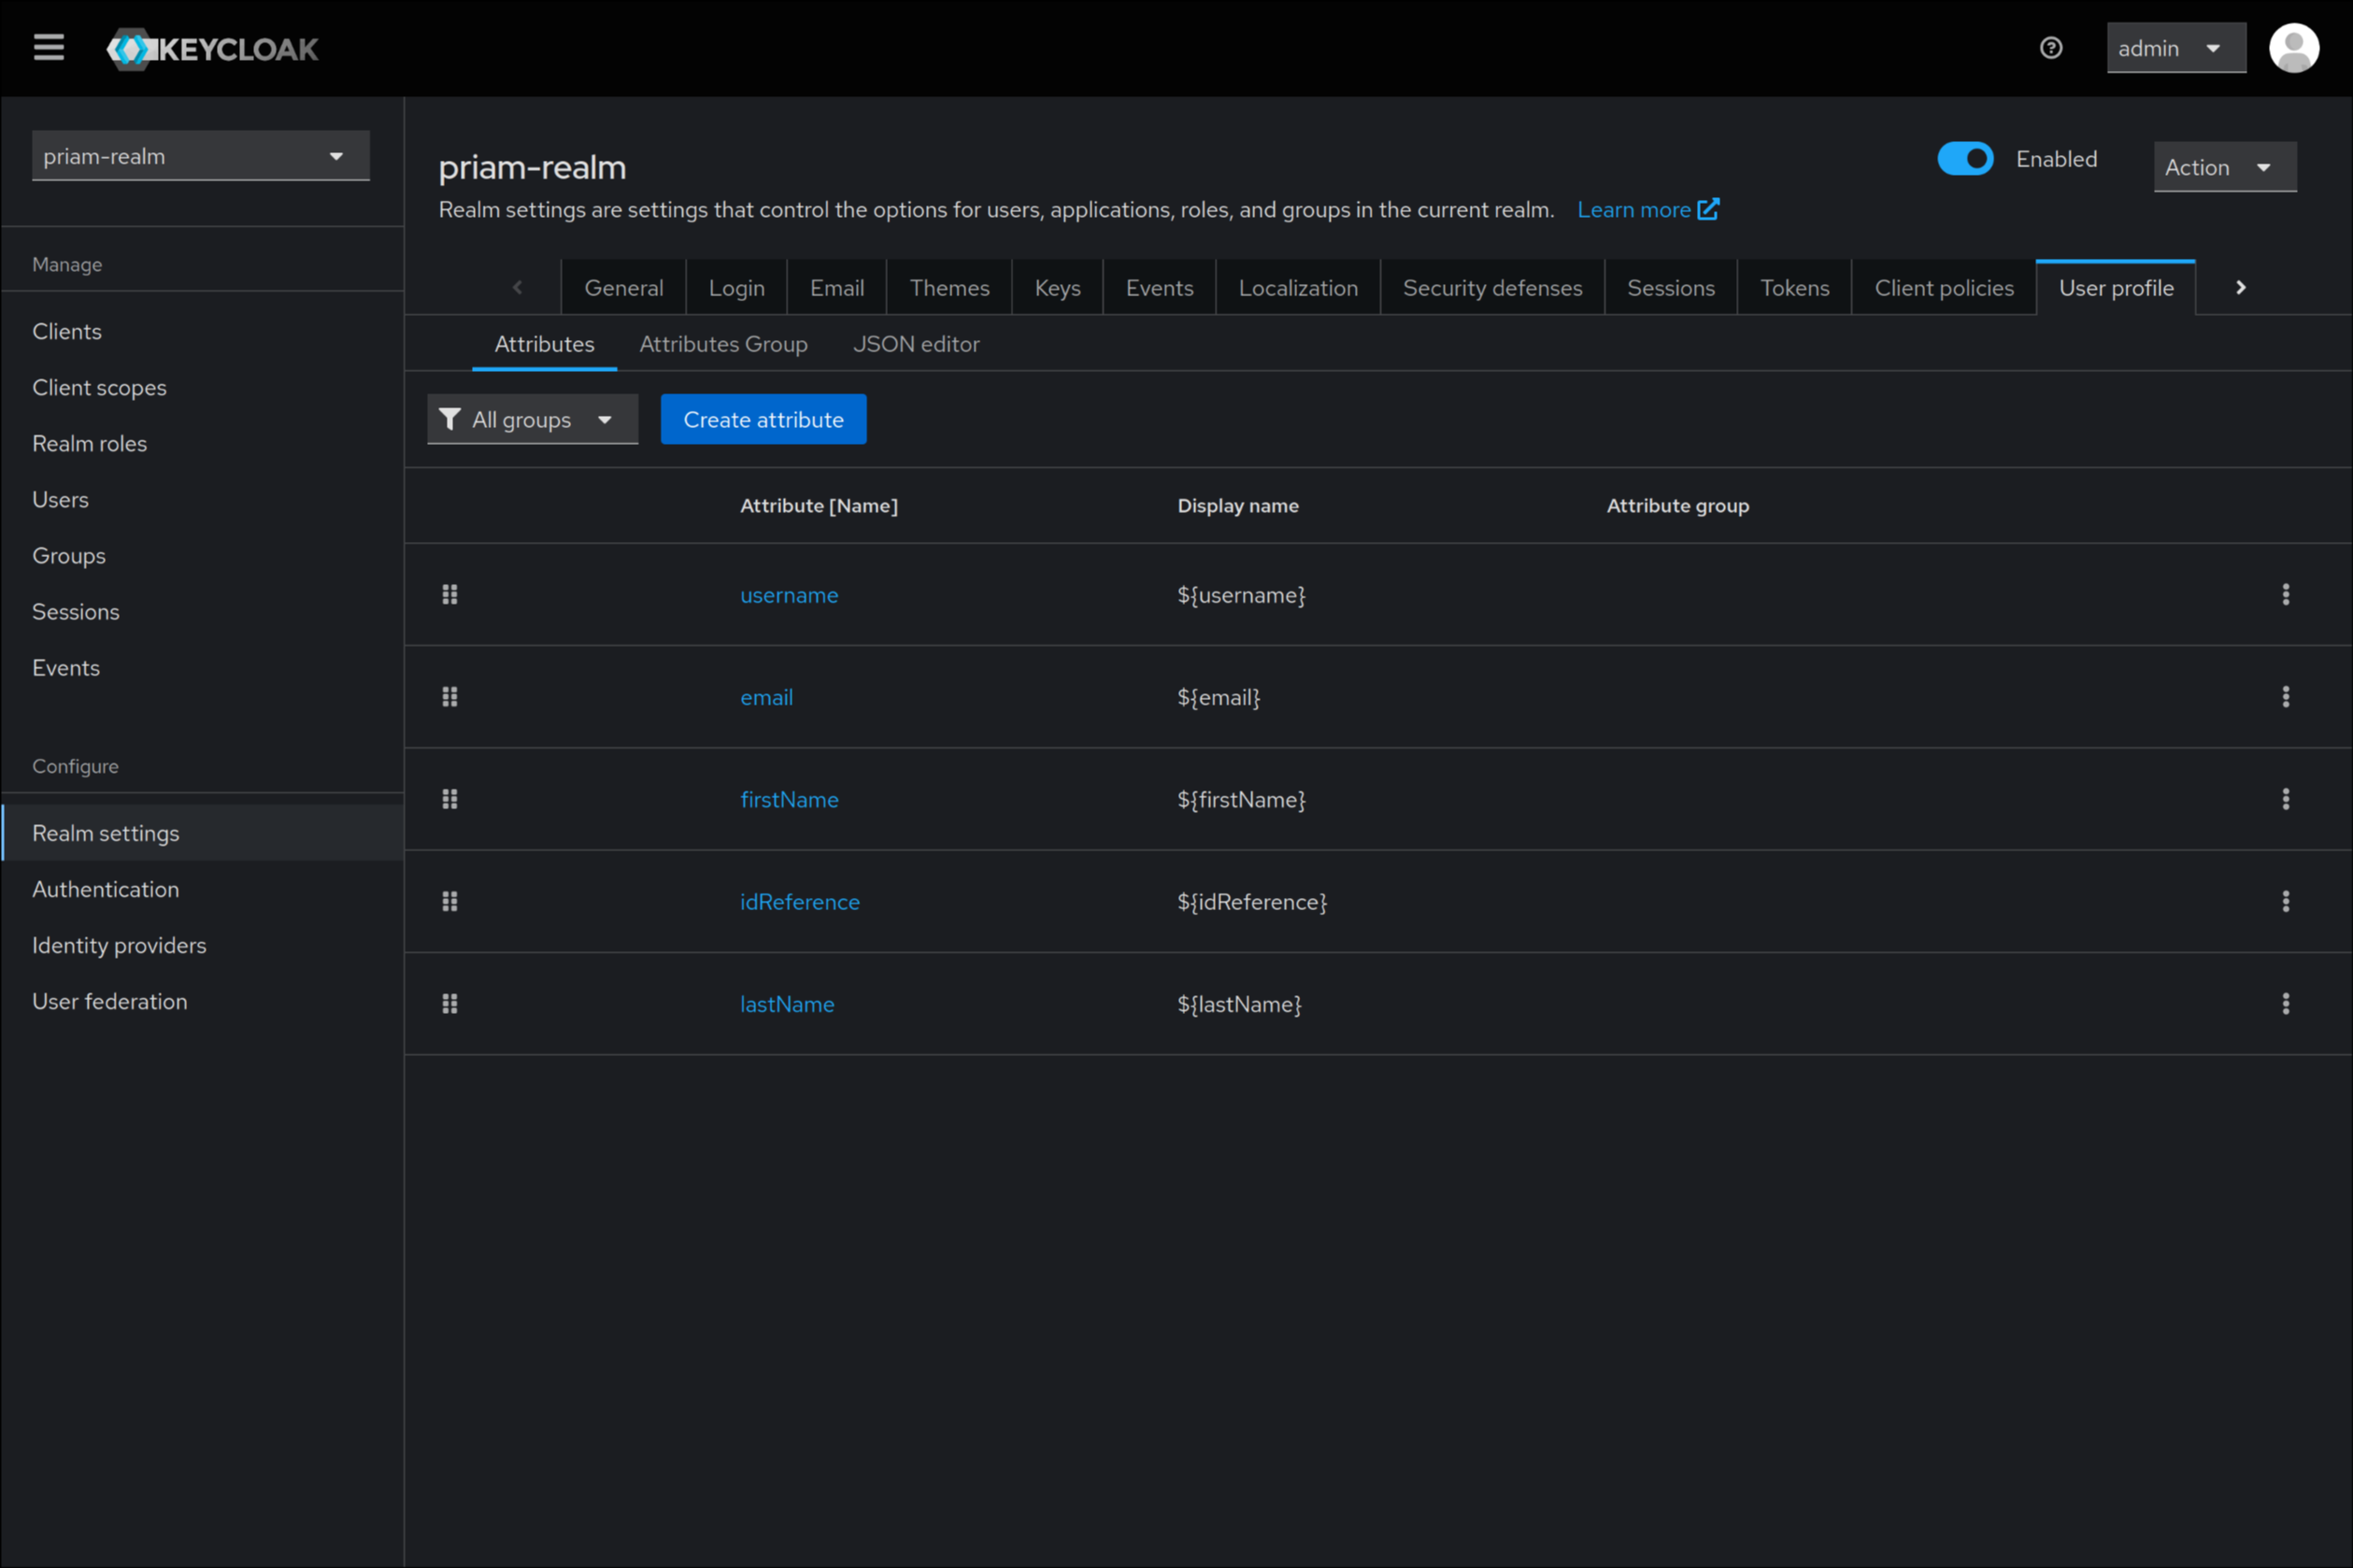 KEYCLOAK
admin
priam-realm
Manage
Clients
Client scopes
Realm roles
Users
Groups
Sessions
Events
Configure
Realm settings
Authentication
Identity providers
User federation
priam-realm
Enabled
Action
Realm settings are settings that control the options for users, applications, roles, and groups in the current realm. Learn more
General Login Email Themes Keys Events Localization Security defenses Sessions Tokens Client policies User profile
Attributes Attributes Group JSON editor
All groups Create attribute
Attribute [Name] Display name Attribute group
username ${username}
email ${email}
firstName ${firstName}
idReference ${idReference}
lastName ${lastName}